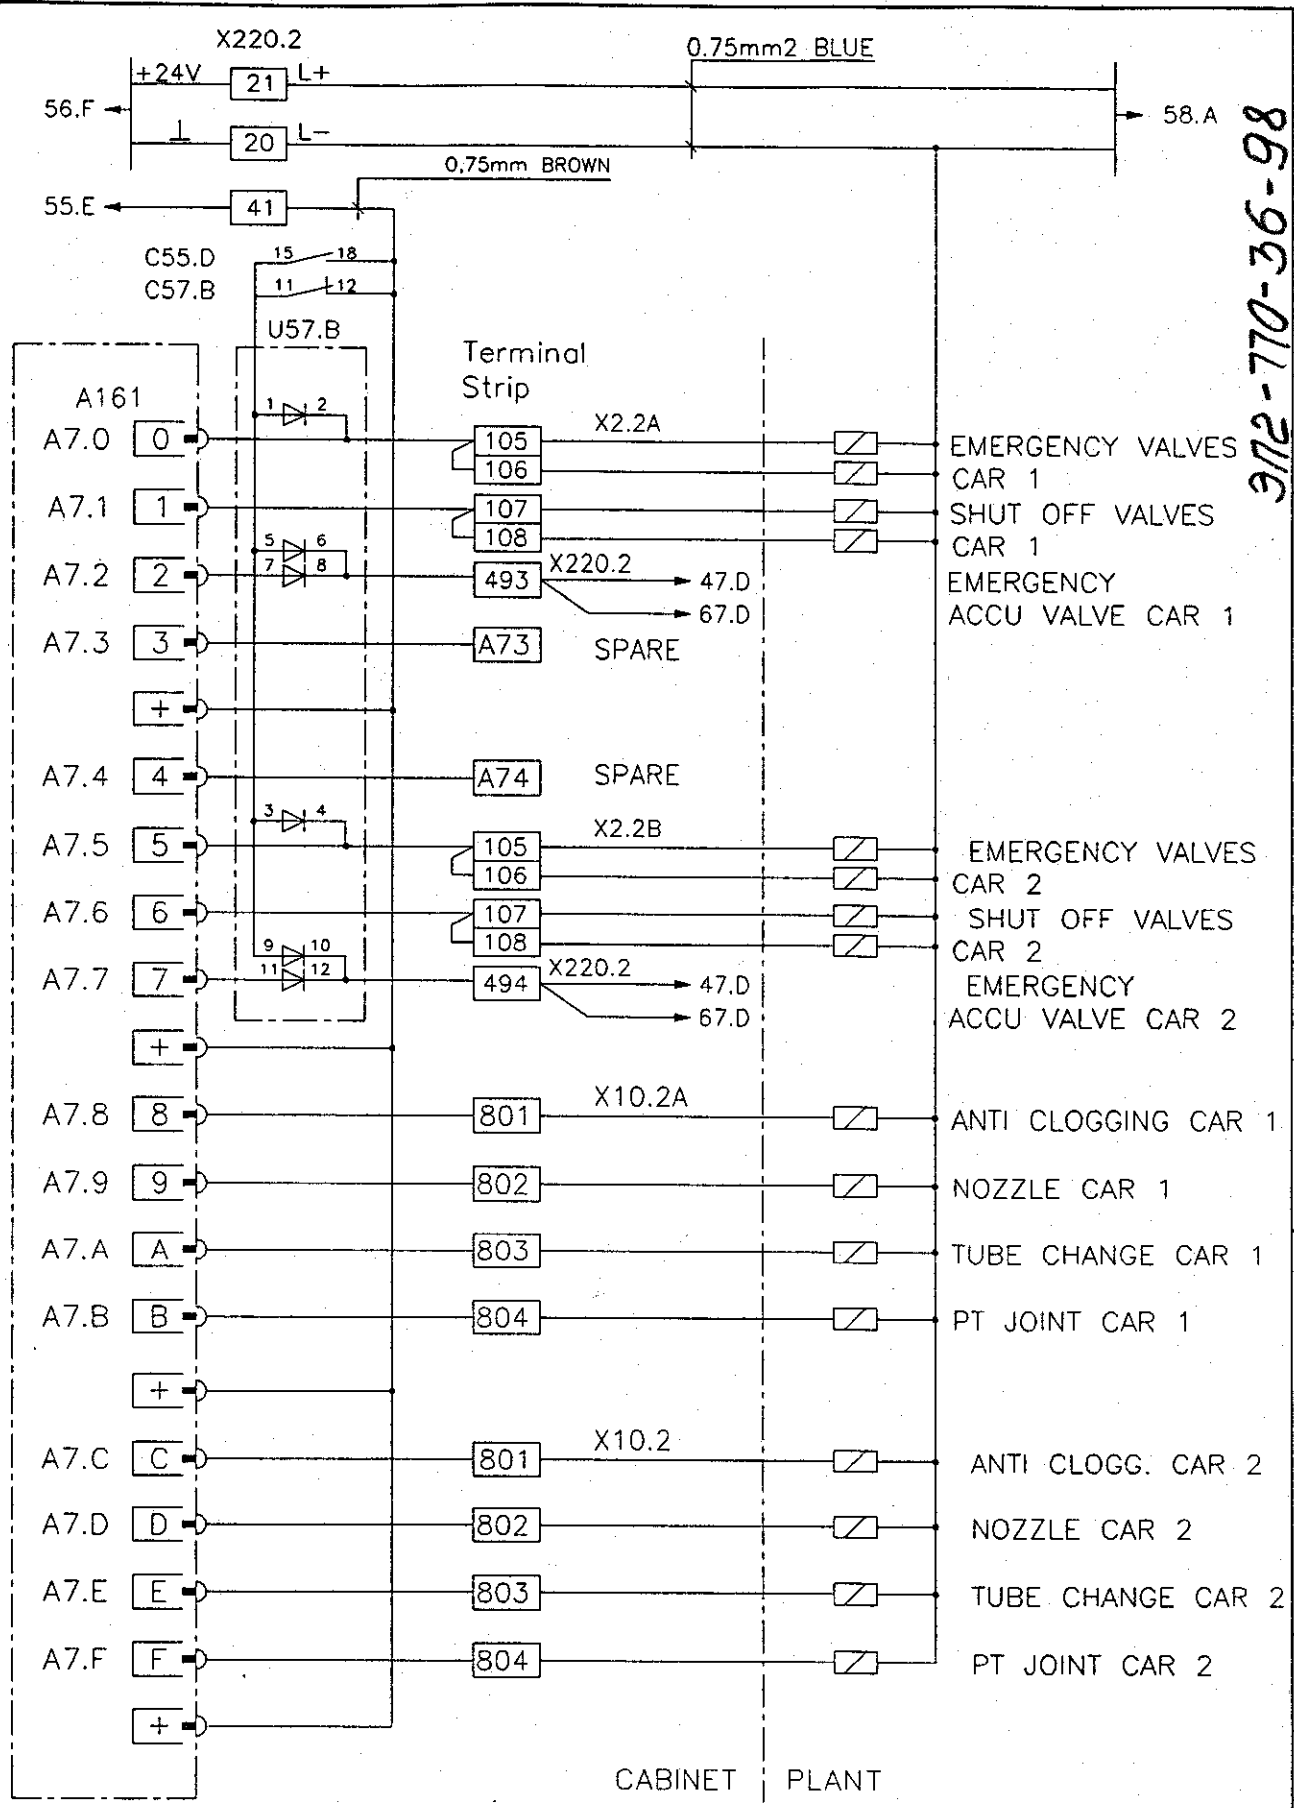 X220.2
0.75mm2 BLUE
+24V 21 L+
56.F 58.A
20 L-
0,75mm BROWN
55.E 41
C55.D 15 18
C57.B 11 12
U57.B
Terminal
Strip
A161
1 2
A7.0 0 105 X2.2A EMERGENCY VALVES
106 CAR 1
A7.1 1 107 SHUT OFF VALVES
108 CAR 1
5 6
A7.2 2 7 8 493 X220.2 47.D EMERGENCY
67.D ACCU VALVE CAR 1
A7.3 3 A73 SPARE
+
A7.4 4 A74 SPARE
3 4
A7.5 5 105 X2.2B EMERGENCY VALVES
106 CAR 2
A7.6 6 107 SHUT OFF VALVES
108 CAR 2
9 10
A7.7 7 11 12 494 X220.2 47.D EMERGENCY
67.D ACCU VALVE CAR 2
+
A7.8 8 801 X10.2A ANTI CLOGGING CAR 1
A7.9 9 802 NOZZLE CAR 1
A7.A A 803 TUBE CHANGE CAR 1
A7.B B 804 PT JOINT CAR 1
+
A7.C C 801 X10.2 ANTI CLOGG. CAR 2
A7.D D 802 NOZZLE CAR 2
A7.E E 803 TUBE CHANGE CAR 2
A7.F F 804 PT JOINT CAR 2
+
CABINET PLANT